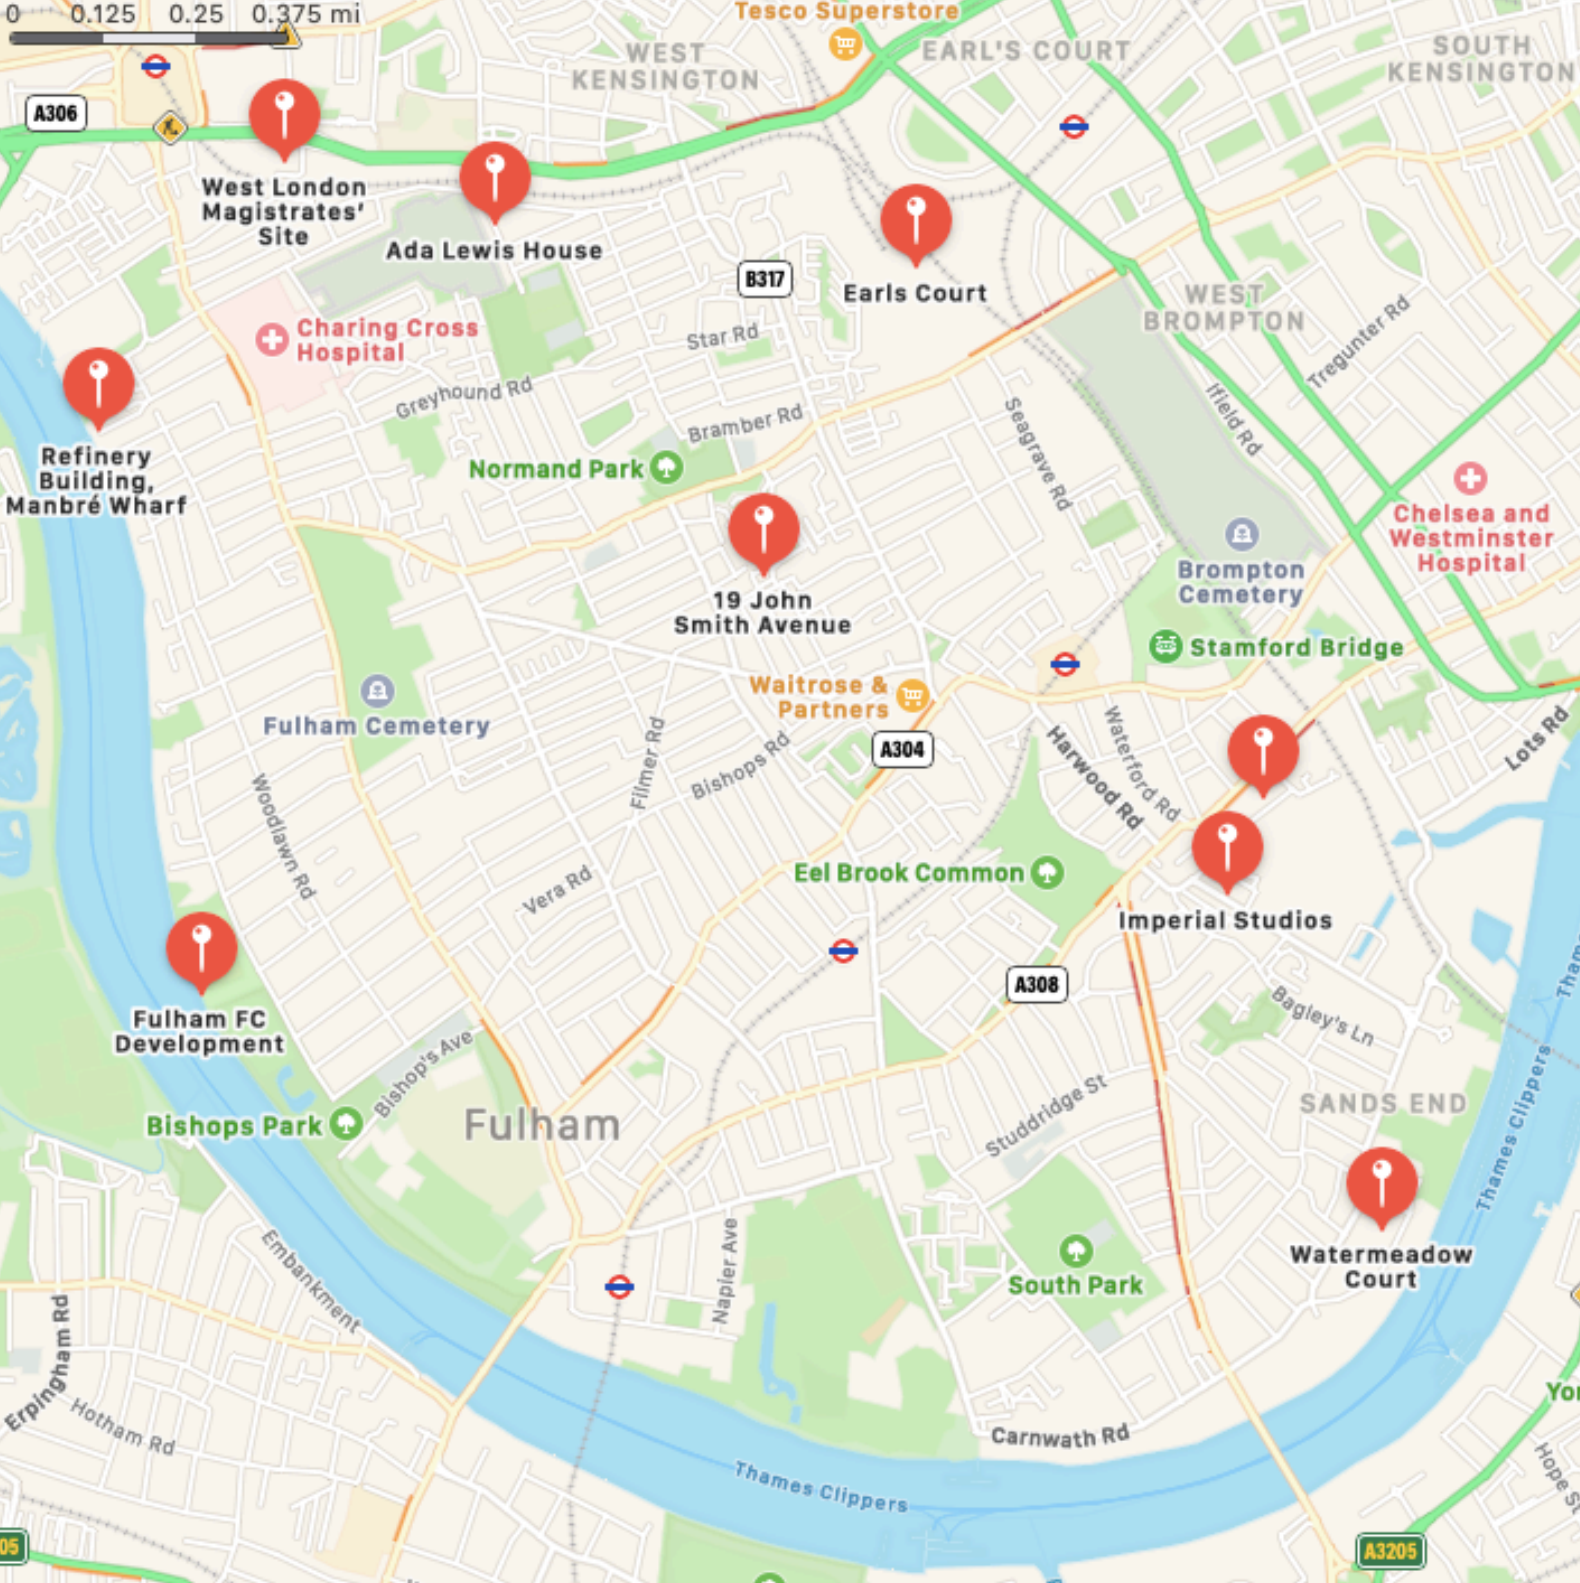 0 0.125 0.25 0.375 mi
Tesco Superstore
WEST
KENSINGTON
EARL'S COURT
SOUTH
KENSINGTON
A306
West London
Magistrates'
Site
Ada Lewis House
B317
Earls Court
WEST
BROMPTON
Tregunter Rd
Charing Cross
Hospital
Star Rd
Greyhound Rd
Bramber Rd
Seagrave Rd
Ifield Rd
Refinery
Building,
Manbré Wharf
Normand Park
Chelsea and
Westminster
Hospital
Brompton
Cemetery
19 John
Smith Avenue
Stamford Bridge
Waitrose &
Partners
Fulham Cemetery
A304
Filmer Rd
Bishops Rd
Harwood Rd
Waterford Rd
Lots Rd
Woodlawn Rd
Vera Rd
Eel Brook Common
Imperial Studios
A308
Bagley's Ln
Fulham FC
Development
Bishop's Ave
Bishops Park
Fulham
Studdridge St
SANDS END
Thames Clippers
Tham
Embankment
Napier Ave
South Park
Watermeadow
Court
Erpingham Rd
Hotham Rd
Carnwath Rd
Thames Clippers
Yor
Hope S
05
A3205